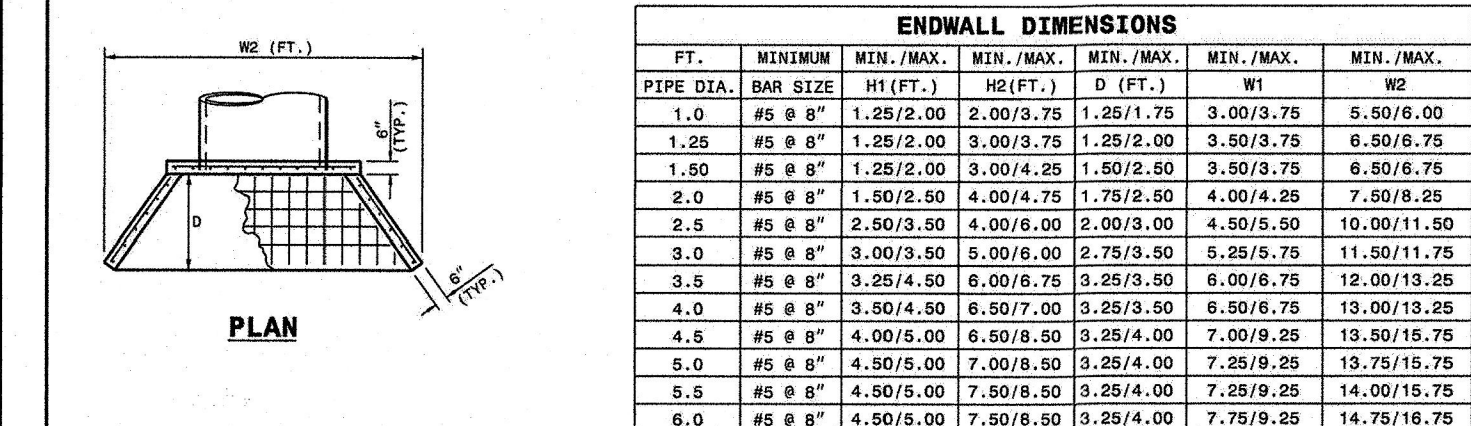 W2 (FT.)
6"
(TYP.)
D
6"
(TYP.)
PLAN
ENDWALL DIMENSIONS
FT. MINIMUM MIN./MAX. MIN./MAX. MIN./MAX. MIN./MAX. MIN./MAX.
PIPE DIA. BAR SIZE H1(FT.) H2(FT.) D (FT.) W1 W2
1.0 #5 @ 8" 1.25/2.00 2.00/3.75 1.25/1.75 3.00/3.75 5.50/6.00
1.25 #5 @ 8" 1.25/2.00 3.00/3.75 1.25/2.00 3.50/3.75 6.50/6.75
1.50 #5 @ 8" 1.25/2.00 3.00/4.25 1.50/2.50 3.50/3.75 6.50/6.75
2.0 #5 @ 8" 1.50/2.50 4.00/4.75 1.75/2.50 4.00/4.25 7.50/8.25
2.5 #5 @ 8" 2.50/3.50 4.00/6.00 2.00/3.00 4.50/5.50 10.00/11.50
3.0 #5 @ 8" 3.00/3.50 5.00/6.00 2.75/3.50 5.25/5.75 11.50/11.75
3.5 #5 @ 8" 3.25/4.50 6.00/6.75 3.25/3.50 6.00/6.75 12.00/13.25
4.0 #5 @ 8" 3.50/4.50 6.50/7.00 3.25/3.50 6.50/6.75 13.00/13.25
4.5 #5 @ 8" 4.00/5.00 6.50/8.50 3.25/4.00 7.00/9.25 13.50/15.75
5.0 #5 @ 8" 4.50/5.00 7.00/8.50 3.25/4.00 7.25/9.25 13.75/15.75
5.5 #5 @ 8" 4.50/5.00 7.50/8.50 3.25/4.00 7.25/9.25 14.00/15.75
6.0 #5 @ 8" 4.50/5.00 7.50/8.50 3.25/4.00 7.75/9.25 14.75/16.75